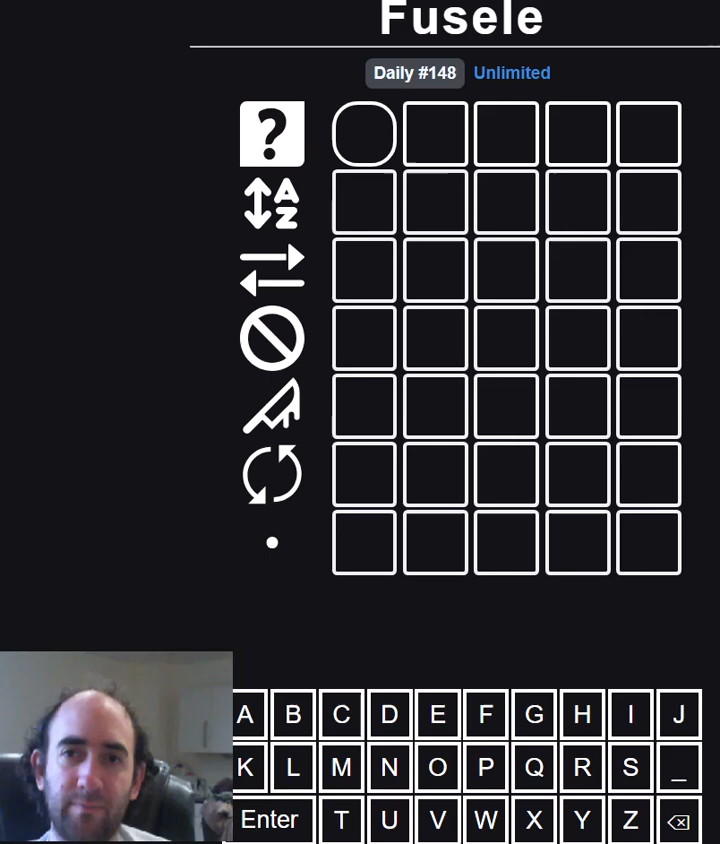 Fusele
Daily #148 Unlimited
?
A
Z
A B C D E F G H I J
K L M N O P Q R S _
Enter T U V W X Y Z